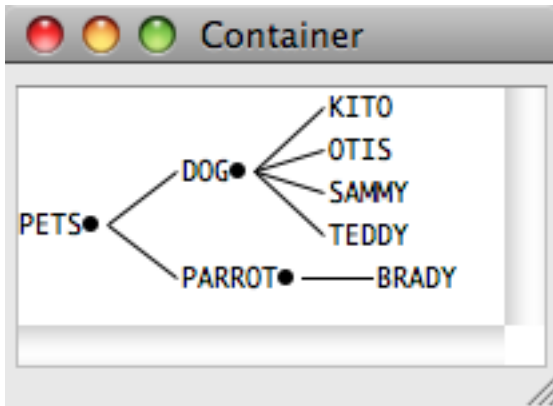 Container
KITO
OTIS
DOG
SAMMY
PETS
TEDDY
PARROT
BRADY